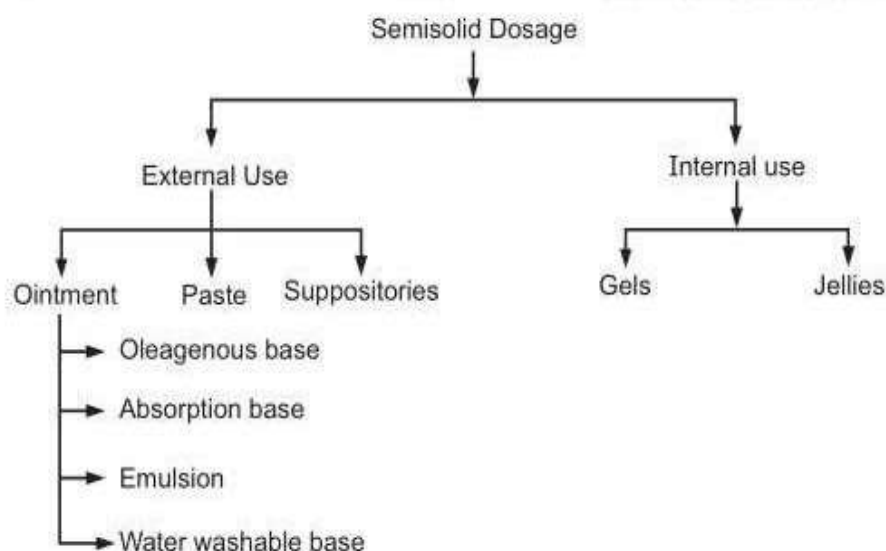 Semisolid Dosage
External Use
Internal use
Ointment
Paste
Suppositories
Gels
Jellies
Oleagenous base
Absorption base
Emulsion
Water washable base